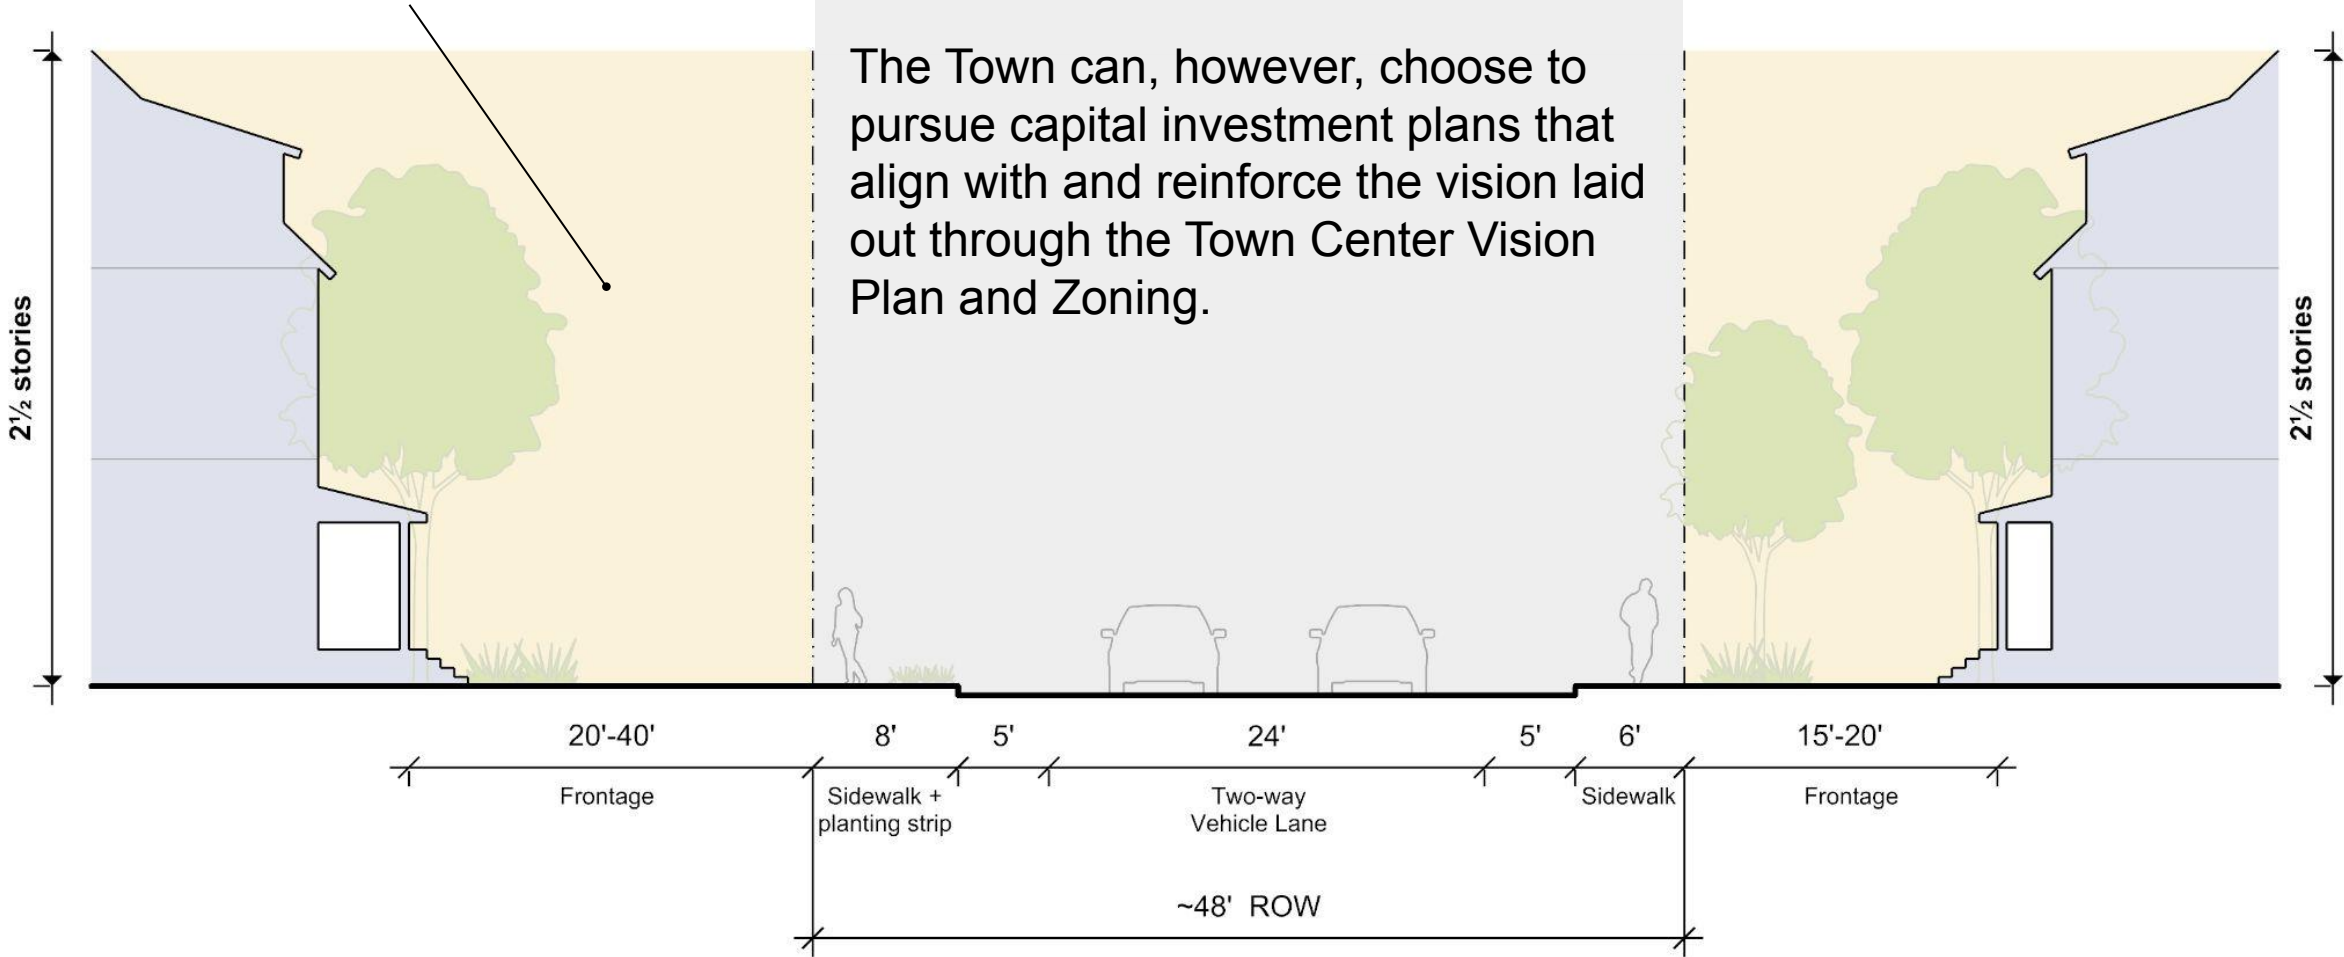 The Town can, however, choose to
pursue capital investment plans that
align with and reinforce the vision laid
out through the Town Center Vision
Plan and Zoning.
2½ stories
2½ stories
20'-40'
8'
5'
24'
5'
6'
15'-20'
Frontage
Sidewalk +
planting strip
Two-way
Vehicle Lane
Sidewalk
Frontage
~48' ROW